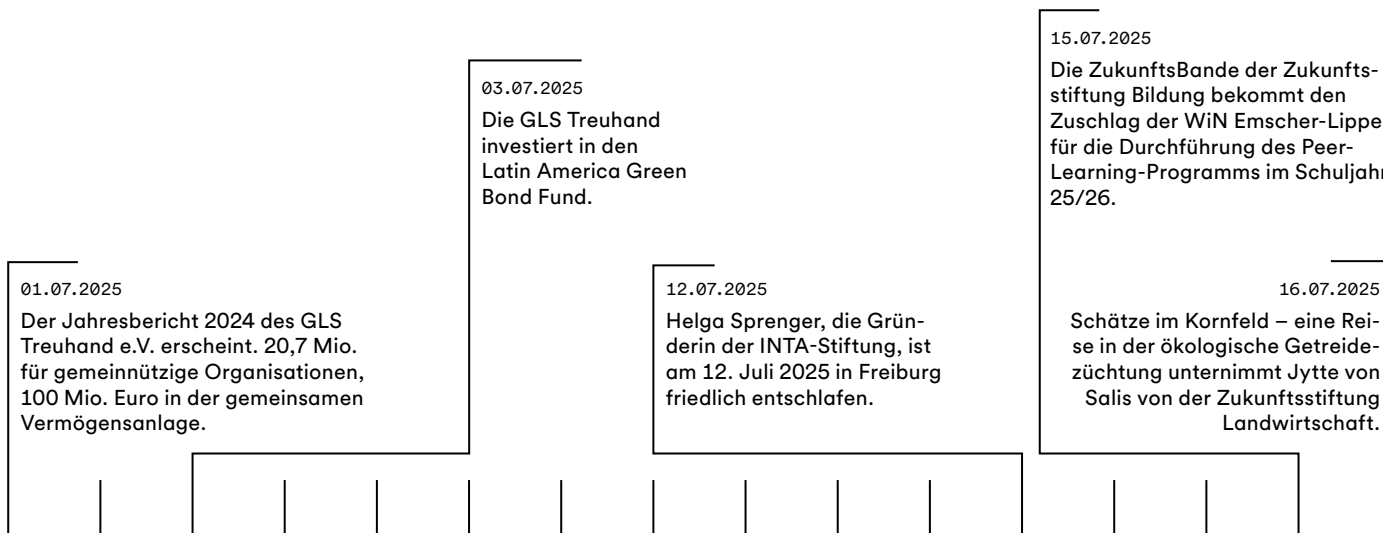 01.07.2025
Der Jahresbericht 2024 des GLS
Treuhand e.V. erscheint. 20,7 Mio.
für gemeinnützige Organisationen,
100 Mio. Euro in der gemeinsamen
Vermögensanlage.
03.07.2025
Die GLS Treuhand
investiert in den
Latin America Green
Bond Fund.
12.07.2025
Helga Sprenger, die Grün-
derin der INTA-Stiftung, ist
am 12. Juli 2025 in Freiburg
friedlich entschlafen.
15.07.2025
Die ZukunftsBande der Zukunfts-
stiftung Bildung bekommt den
Zuschlag der WiN Emscher-Lippe
für die Durchführung des Peer-
Learning-Programms im Schuljahr
25/26.
16.07.2025
Schätze im Kornfeld – eine Rei-
se in der ökologische Getreide-
züchtung unternimmt Jytte von
Salis von der Zukunftsstiftung
Landwirtschaft.